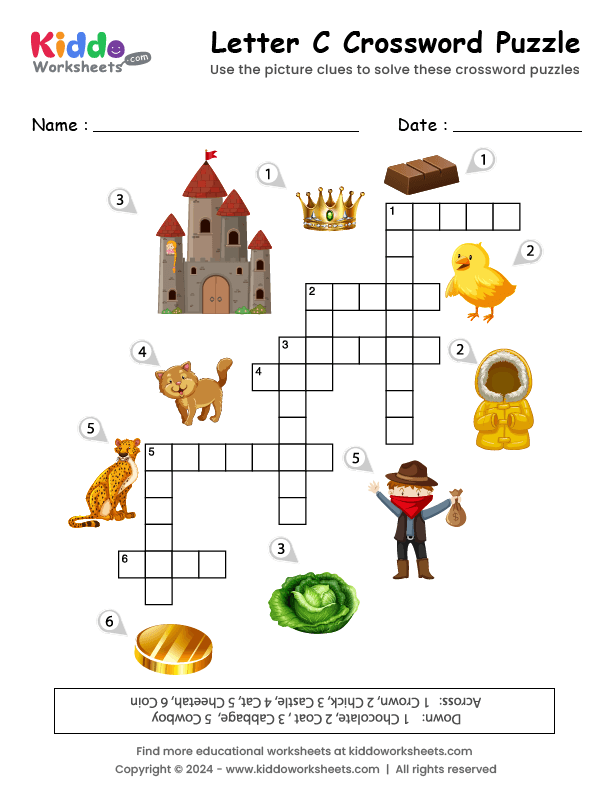 Kiddo
Worksheets
.com
Letter C Crossword Puzzle
Use the picture clues to solve these crossword puzzles
Name :
Date :
1
1
3
1
2
2
3
2
4
4
5
5
5
6
3
6
Across: 1 Crown, 2 Chick, 3 Castle, 4 Cat, 5 Cheetah, 6 Coin
Down: 1 Chocolate, 2 Coat , 3 Cabbage, 5 Cowboy
Find more educational worksheets at kiddoworksheets.com
Copyright © 2024 - www.kiddoworksheets.com | All rights reserved